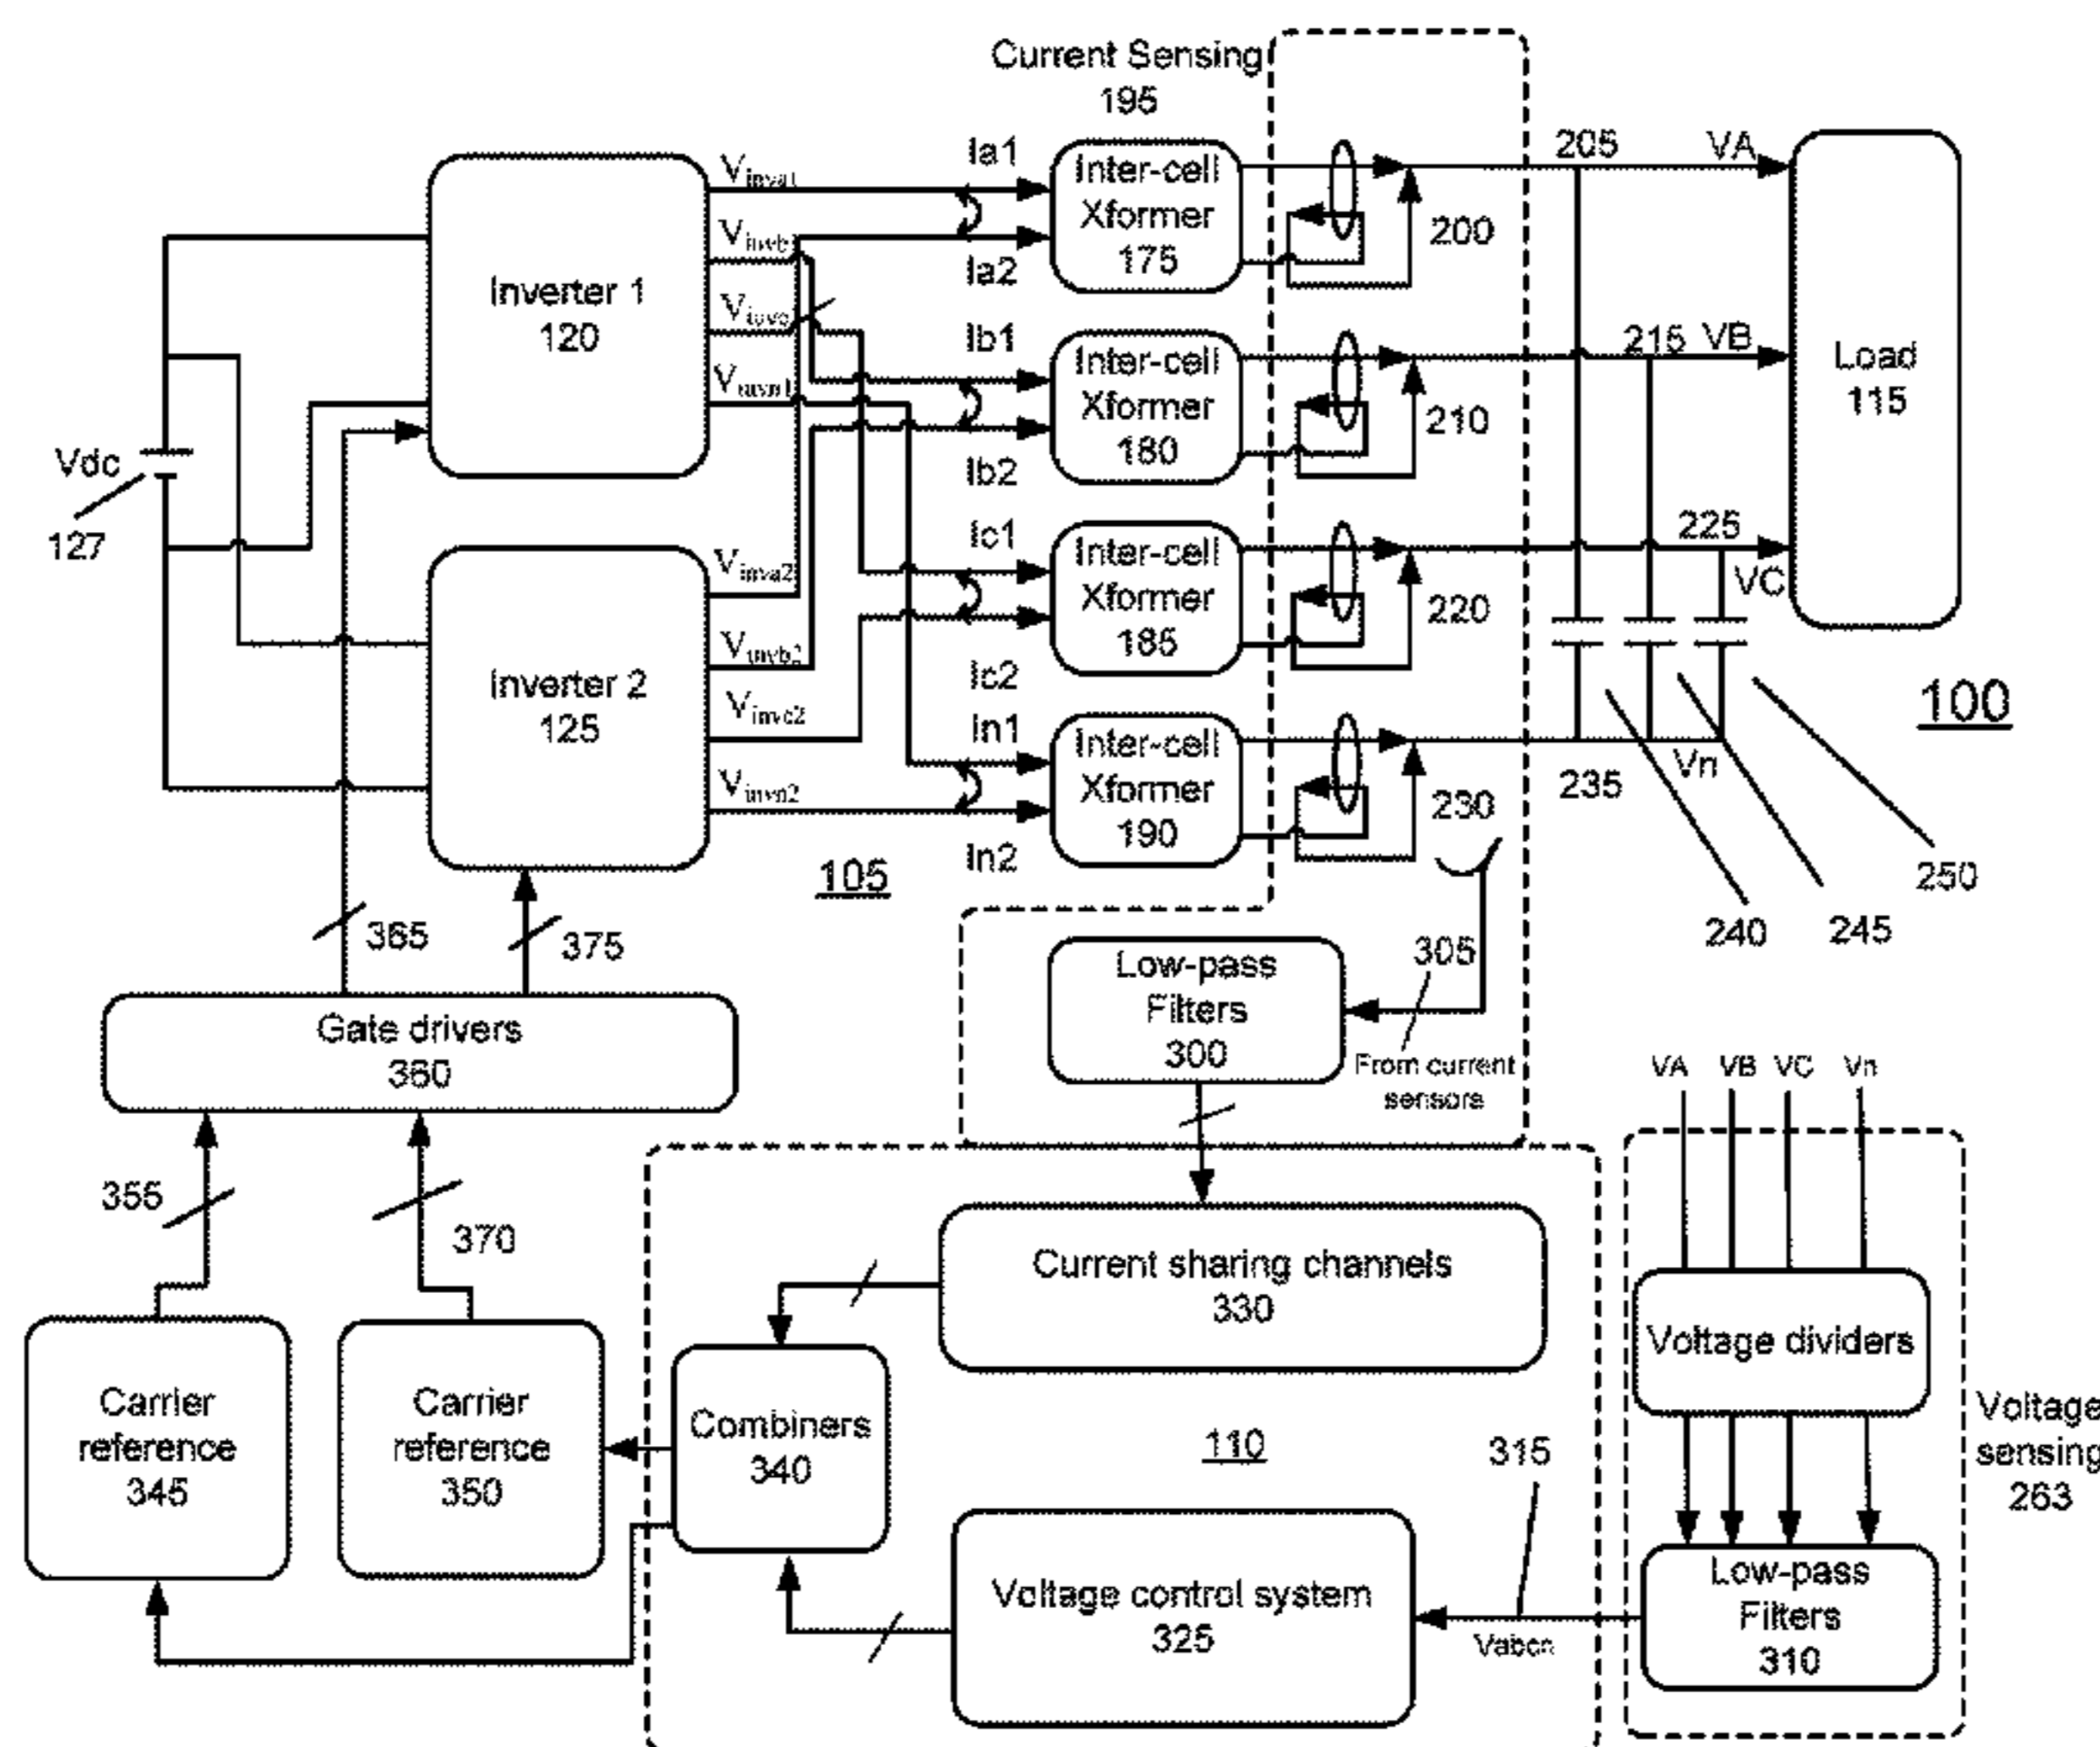 Current Sensing
195
Inverter 1
120
Inverter 2
125
Vdc
127
Vinva1
Vinvb
Vinvc
Vinvn1
Vinva2
Vinvb2
Vinvc2
Vinvn2
Ia1
Ia2
Ib1
Ib2
Ic1
Ic2
In1
In2
Inter-cell
Xformer
175
Inter-cell
Xformer
180
Inter-cell
Xformer
185
Inter-cell
Xformer
190
200
210
220
230
205
VA
215
VB
225
VC
235
Vn
Load
115
100
240
245
250
105
365
375
Gate drivers
360
Low-pass
Filters
300
305
From current
sensors
VA
VB
VC
Vn
355
370
Current sharing channels
330
Voltage dividers
Voltage
sensing
263
Carrier
reference
345
Carrier
reference
350
Combiners
340
110
315
Voltage control system
325
Vabcn
Low-pass
Filters
310